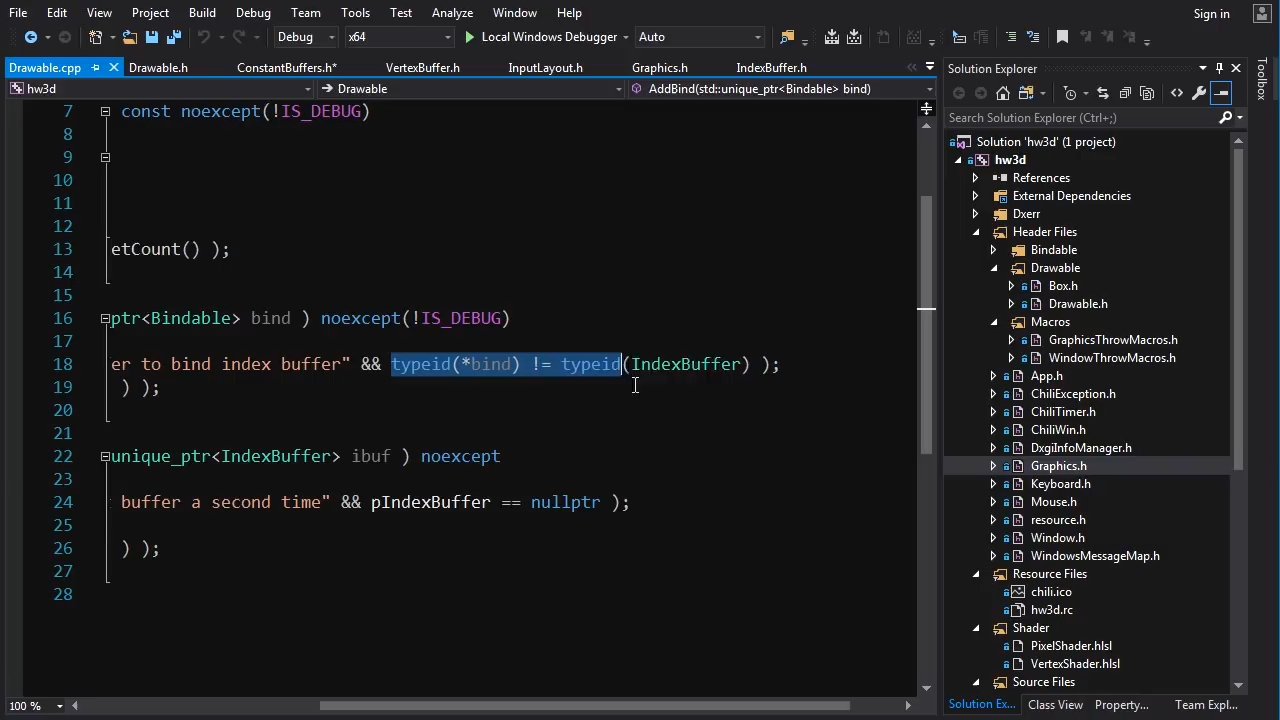 File Edit View Project Build Debug Team Tools Test Analyze Window Help Sign in
Debug x64 Local Windows Debugger Auto
Drawable.cpp Drawable.h ConstantBuffers.h* VertexBuffer.h InputLayout.h Graphics.h IndexBuffer.h
hw3d Drawable AddBind(std::unique_ptr<Bindable> bind)
7 const noexcept(!IS_DEBUG)
8
9
10
11
12
13 etCount() );
14
15
16 ptr<Bindable> bind ) noexcept(!IS_DEBUG)
17
18 er to bind index buffer" && typeid(*bind) != typeid(IndexBuffer) );
19 ) );
20
21
22 unique_ptr<IndexBuffer> ibuf ) noexcept
23
24 buffer a second time" && pIndexBuffer == nullptr );
25
26 ) );
27
28
100 %
Solution Explorer
Search Solution Explorer (Ctrl+;)
Solution 'hw3d' (1 project)
hw3d
References
External Dependencies
Dxerr
Header Files
Bindable
Drawable
Box.h
Drawable.h
Macros
GraphicsThrowMacros.h
WindowThrowMacros.h
App.h
ChiliException.h
ChiliTimer.h
ChiliWin.h
DxgiInfoManager.h
Graphics.h
Keyboard.h
Mouse.h
resource.h
Window.h
WindowsMessageMap.h
Resource Files
chili.ico
hw3d.rc
Shader
PixelShader.hlsl
VertexShader.hlsl
Source Files
Solution Ex... Class View Property... Team Expl...
Toolbox